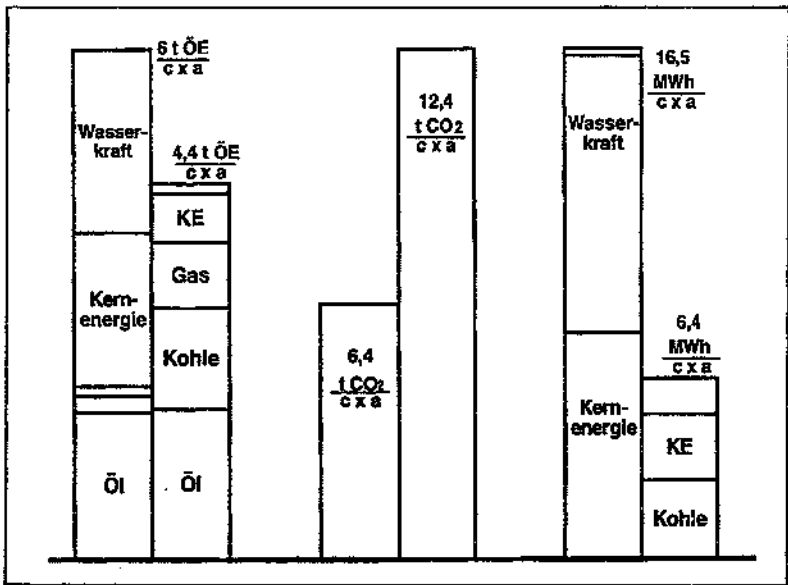 6 t ÖE
c x a
Wasser-
kraft
Kern-
energie
Öl
4,4 t ÖE
c x a
KE
Gas
Kohle
Öl
6,4
t CO2
c x a
12,4
t CO2
c x a
16,5
MWh
c x a
Wasser-
kraft
Kern-
energie
6,4
MWh
c x a
KE
Kohle